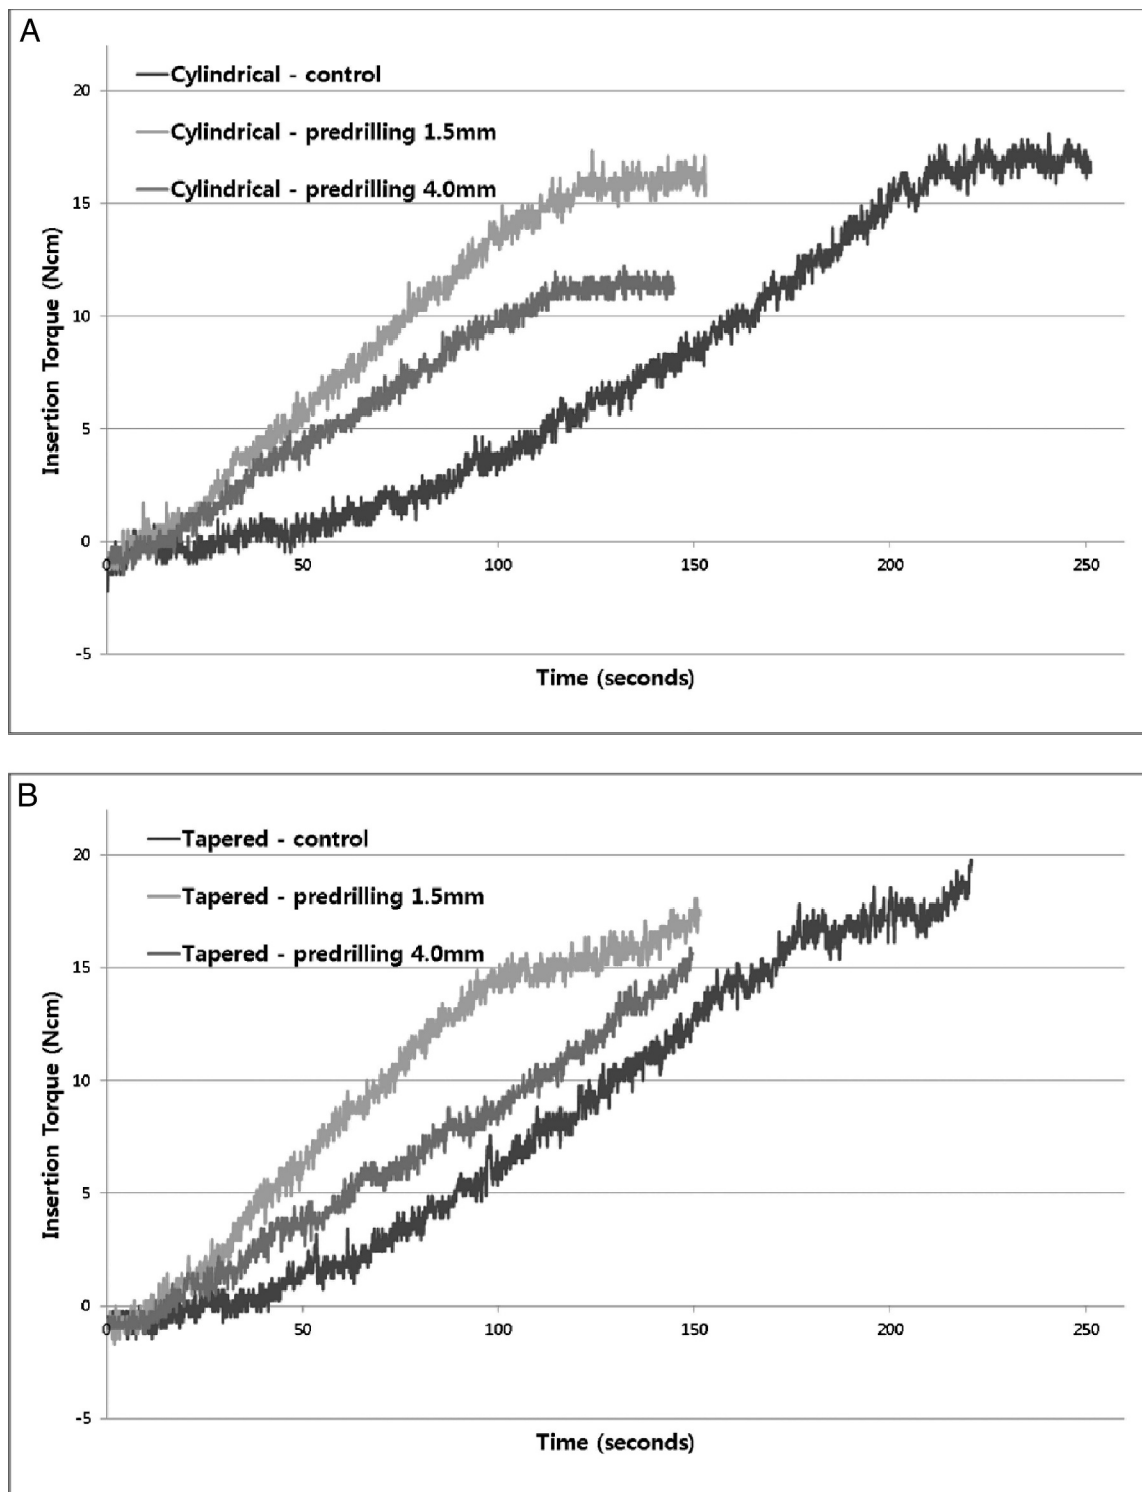 A
Cylindrical - control
Cylindrical - predrilling 1.5mm
Cylindrical - predrilling 4.0mm
20
15
10
5
0
-5
0 50 100 150 200 250
Insertion Torque (Ncm)
Time (seconds)
B
Tapered - control
Tapered - predrilling 1.5mm
Tapered - predrilling 4.0mm
20
15
10
5
0
-5
0 50 100 150 200 250
Insertion Torque (Ncm)
Time (seconds)